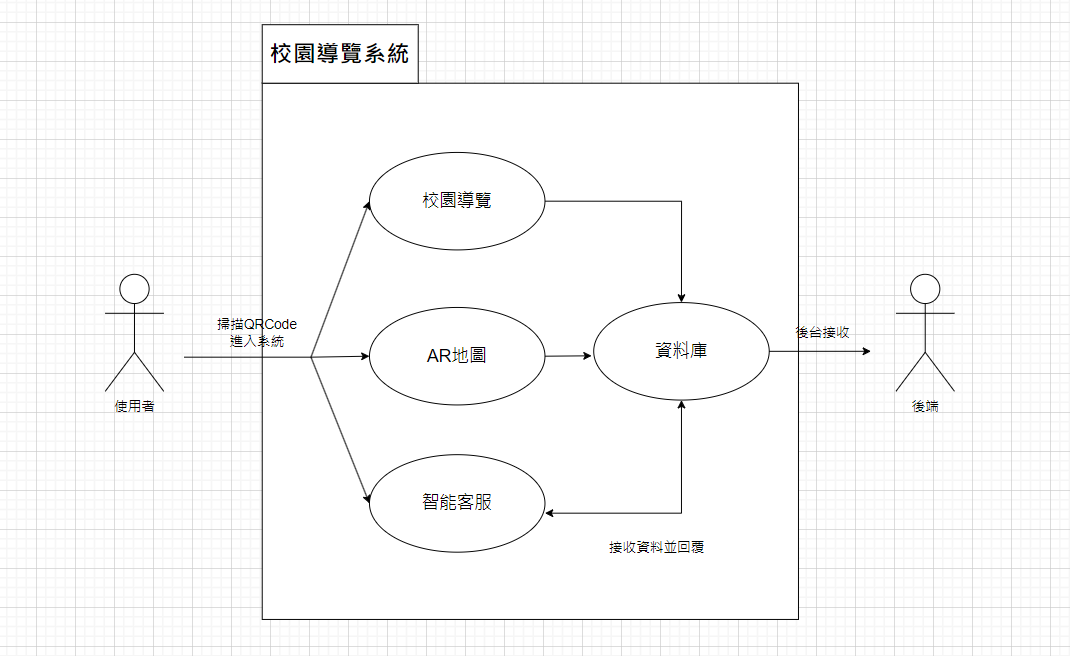 校園導覽系統
校園導覽
掃描QRCode
進入系統
AR地圖
資料庫
後台接收
使用者
後端
智能客服
接收資料並回覆